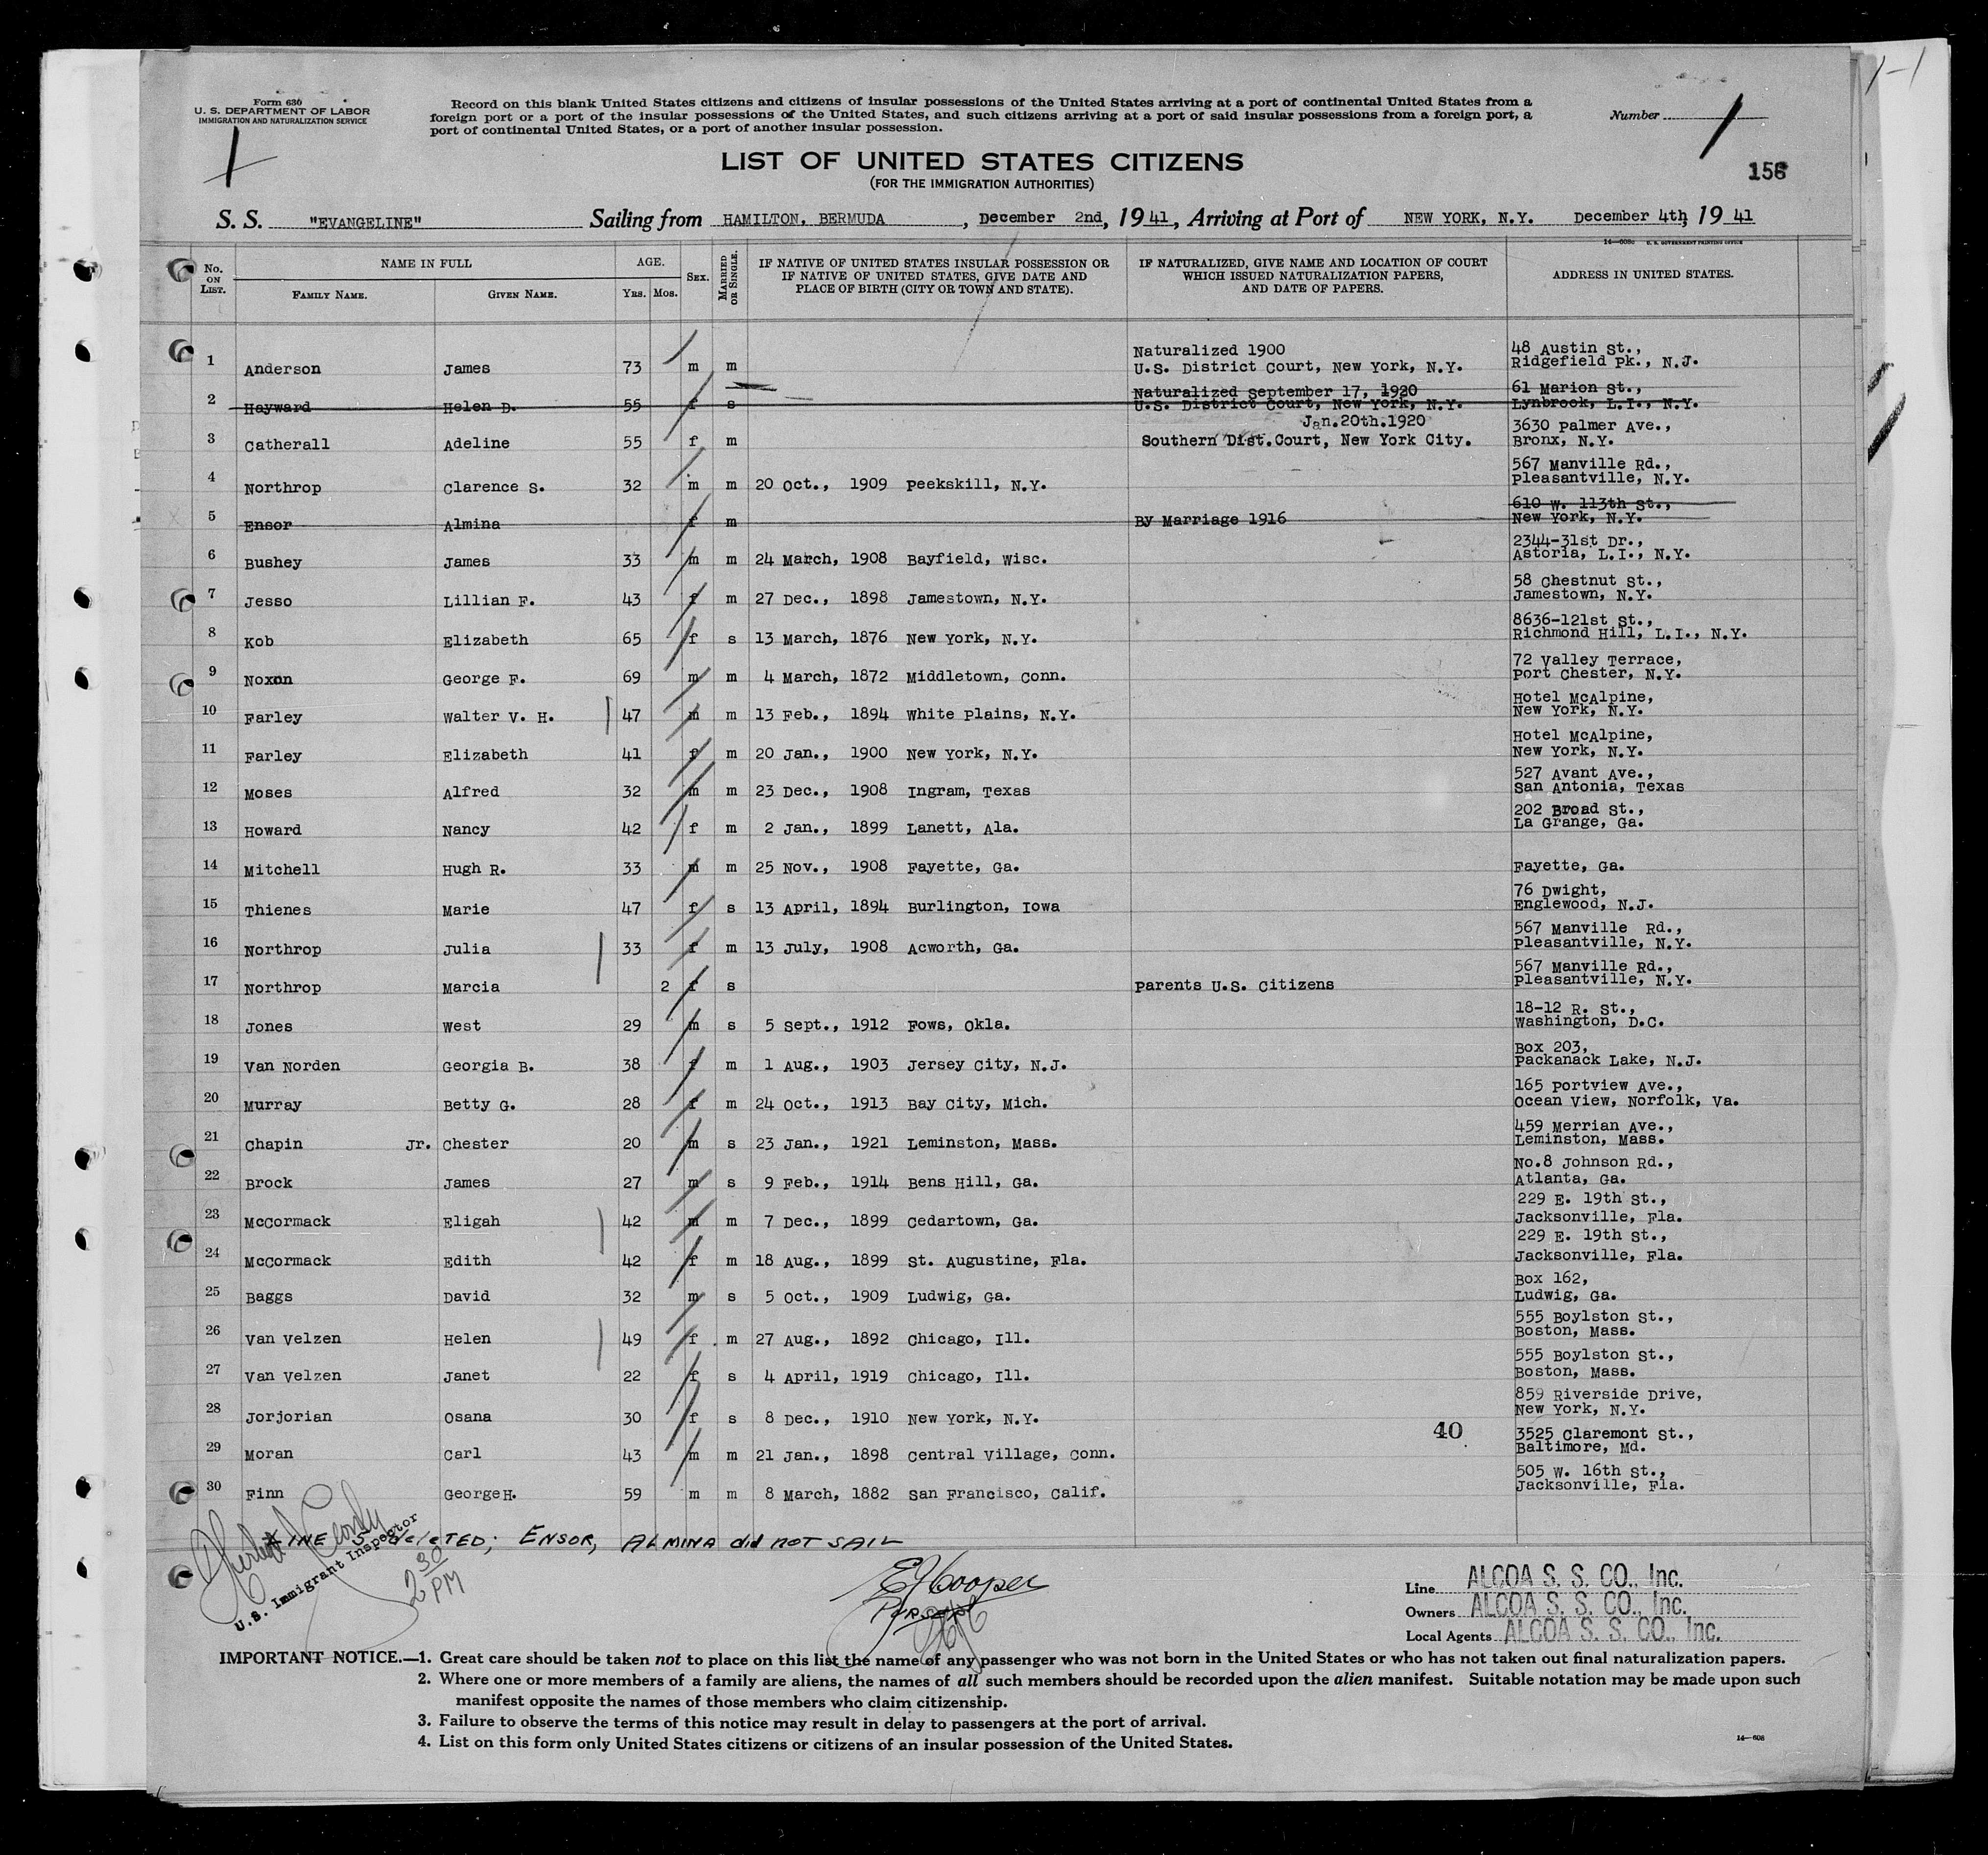 1-1
Form 630
U. S. DEPARTMENT OF LABOR
IMMIGRATION AND NATURALIZATION SERVICE
1
Record on this blank United States citizens and citizens of insular possessions of the United States arriving at a port of continental United States from a
foreign port or a port of the insular possessions of the United States, and such citizens arriving at a port of said insular possessions from a foreign port, a
port of continental United States, or a port of another insular possession.
Number 1
LIST OF UNITED STATES CITIZENS
(FOR THE IMMIGRATION AUTHORITIES)
156
S. S. "EVANGELINE" Sailing from HAMILTON, BERMUDA, December 2nd, 1941, Arriving at Port of NEW YORK, N.Y. December 4th, 1941
14—608c U. S. GOVERNMENT PRINTING OFFICE
No. ON LIST. NAME IN FULL FAMILY NAME. GIVEN NAME. AGE. YRS. MOS. SEX. MARRIED OR SINGLE. IF NATIVE OF UNITED STATES INSULAR POSSESSION OR IF NATIVE OF UNITED STATES, GIVE DATE AND PLACE OF BIRTH (CITY OR TOWN AND STATE). IF NATURALIZED, GIVE NAME AND LOCATION OF COURT WHICH ISSUED NATURALIZATION PAPERS, AND DATE OF PAPERS. ADDRESS IN UNITED STATES.
1 Anderson James 73 m m Naturalized 1900 U.S. District Court, New York, N.Y. 48 Austin St., Ridgefield Pk., N.J.
2 Hayward Helen D. 55 f s Naturalized September 17, 1920 U.S. District Court, New York, N.Y. 61 Marion St., Lynbrook, L.I., N.Y.
3 Catherall Adeline 55 f m Jan.20th.1920 Southern Dist.Court, New York City. 3630 Palmer Ave., Bronx, N.Y.
4 Northrop Clarence S. 32 m m 20 Oct., 1909 Peekskill, N.Y. 567 Manville Rd., Pleasantville, N.Y.
5 Ensor Almina f m By Marriage 1916 610 W. 113th St., New York, N.Y.
6 Bushey James 33 m m 24 March, 1908 Bayfield, Wisc. 2344-31st Dr., Astoria, L.I., N.Y.
7 Jesso Lillian F. 43 f m 27 Dec., 1898 Jamestown, N.Y. 58 Chestnut St., Jamestown, N.Y.
8 Kob Elizabeth 65 f s 13 March, 1876 New York, N.Y. 8636-121st St., Richmond Hill, L.I., N.Y.
9 Noxon George F. 69 m m 4 March, 1872 Middletown, Conn. 72 Valley Terrace, Port Chester, N.Y.
10 Farley Walter V. H. 47 m m 13 Feb., 1894 White Plains, N.Y. Hotel McAlpine, New York, N.Y.
11 Farley Elizabeth 41 f m 20 Jan., 1900 New York, N.Y. Hotel McAlpine, New York, N.Y.
12 Moses Alfred 32 m m 23 Dec., 1908 Ingram, Texas 527 Avant Ave., San Antonia, Texas
13 Howard Nancy 42 f m 2 Jan., 1899 Lanett, Ala. 202 Broad St., La Grange, Ga.
14 Mitchell Hugh R. 33 m m 25 Nov., 1908 Fayette, Ga. Fayette, Ga.
15 Thienes Marie 47 f s 13 April, 1894 Burlington, Iowa 76 Dwight, Englewood, N.J.
16 Northrop Julia 33 f m 13 July, 1908 Acworth, Ga. 567 Manville Rd., Pleasantville, N.Y.
17 Northrop Marcia 2 f s Parents U.S. Citizens 567 Manville Rd., Pleasantville, N.Y.
18 Jones West 29 m s 5 Sept., 1912 Fows, Okla. 18-12 R. St., Washington, D.C.
19 Van Norden Georgia B. 38 f m 1 Aug., 1903 Jersey City, N.J. Box 203, Packanack Lake, N.J.
20 Murray Betty G. 28 f m 24 Oct., 1913 Bay City, Mich. 165 Portview Ave., Ocean View, Norfolk, Va.
21 Chapin Jr. Chester 20 m s 23 Jan., 1921 Leminston, Mass. 459 Merrian Ave., Leminston, Mass.
22 Brock James 27 m s 9 Feb., 1914 Bens Hill, Ga. No.8 Johnson Rd., Atlanta, Ga.
23 McCormack Eligah 42 m m 7 Dec., 1899 Cedartown, Ga. 229 E. 19th St., Jacksonville, Fla.
24 McCormack Edith 42 f m 18 Aug., 1899 St. Augustine, Fla. 229 E. 19th St., Jacksonville, Fla.
25 Baggs David 32 m s 5 Oct., 1909 Ludwig, Ga. Box 162, Ludwig, Ga.
26 Van Velzen Helen 49 f m 27 Aug., 1892 Chicago, Ill. 555 Boylston St., Boston, Mass.
27 Van Velzen Janet 22 f s 4 April, 1919 Chicago, Ill. 555 Boylston St., Boston, Mass.
28 Jorjorian Osana 30 f s 8 Dec., 1910 New York, N.Y. 859 Riverside Drive, New York, N.Y.
40
29 Moran Carl 43 m m 21 Jan., 1898 Central Village, Conn. 3525 Claremont St., Baltimore, Md.
30 Finn George H. 59 m m 8 March, 1882 San Francisco, Calif. 505 W. 16th St., Jacksonville, Fla.
LINE 5 deleTED; ENSOR, ALMINA did NOT SAIL
U.S. Immigrant Inspector
2 30 PM
EJ Cooper
Purser
Line ALCOA S. S. CO., Inc.
Owners ALCOA S. S. CO., Inc.
Local Agents ALCOA S. S. CO., Inc.
IMPORTANT NOTICE.—1. Great care should be taken not to place on this list the name of any passenger who was not born in the United States or who has not taken out final naturalization papers.
2. Where one or more members of a family are aliens, the names of all such members should be recorded upon the alien manifest. Suitable notation may be made upon such
manifest opposite the names of those members who claim citizenship.
3. Failure to observe the terms of this notice may result in delay to passengers at the port of arrival.
4. List on this form only United States citizens or citizens of an insular possession of the United States.
14—608